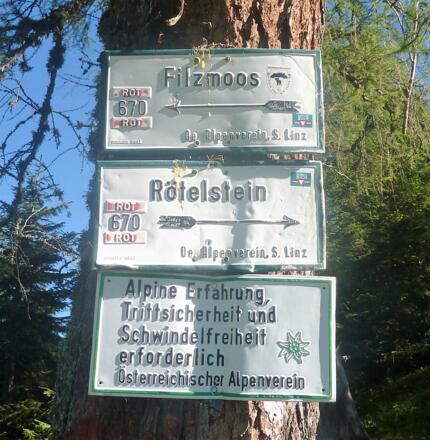 Filzmoos
ROT
670
ROT
Oe. Alpenverein, S. Linz
Rötelstein
ROT
670
ROT
Oe. Alpenverein, S. Linz
Alpine Erfahrung,
Trittsicherheit und
Schwindelfreiheit
erforderlich
Österreichischer Alpenverein